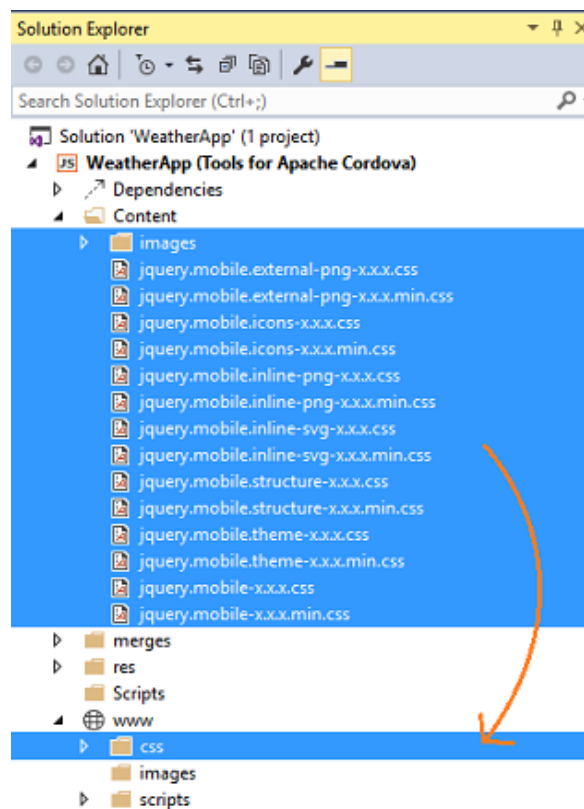 Solution Explorer
Search Solution Explorer (Ctrl+;)
Solution 'WeatherApp' (1 project)
JS WeatherApp (Tools for Apache Cordova)
Dependencies
Content
images
jquery.mobile.external-png-x.x.x.css
jquery.mobile.external-png-x.x.x.min.css
jquery.mobile.icons-x.x.x.css
jquery.mobile.icons-x.x.x.min.css
jquery.mobile.inline-png-x.x.x.css
jquery.mobile.inline-png-x.x.x.min.css
jquery.mobile.inline-svg-x.x.x.css
jquery.mobile.inline-svg-x.x.x.min.css
jquery.mobile.structure-x.x.x.css
jquery.mobile.structure-x.x.x.min.css
jquery.mobile.theme-x.x.x.css
jquery.mobile.theme-x.x.x.min.css
jquery.mobile-x.x.x.css
jquery.mobile-x.x.x.min.css
merges
res
Scripts
www
css
images
scripts